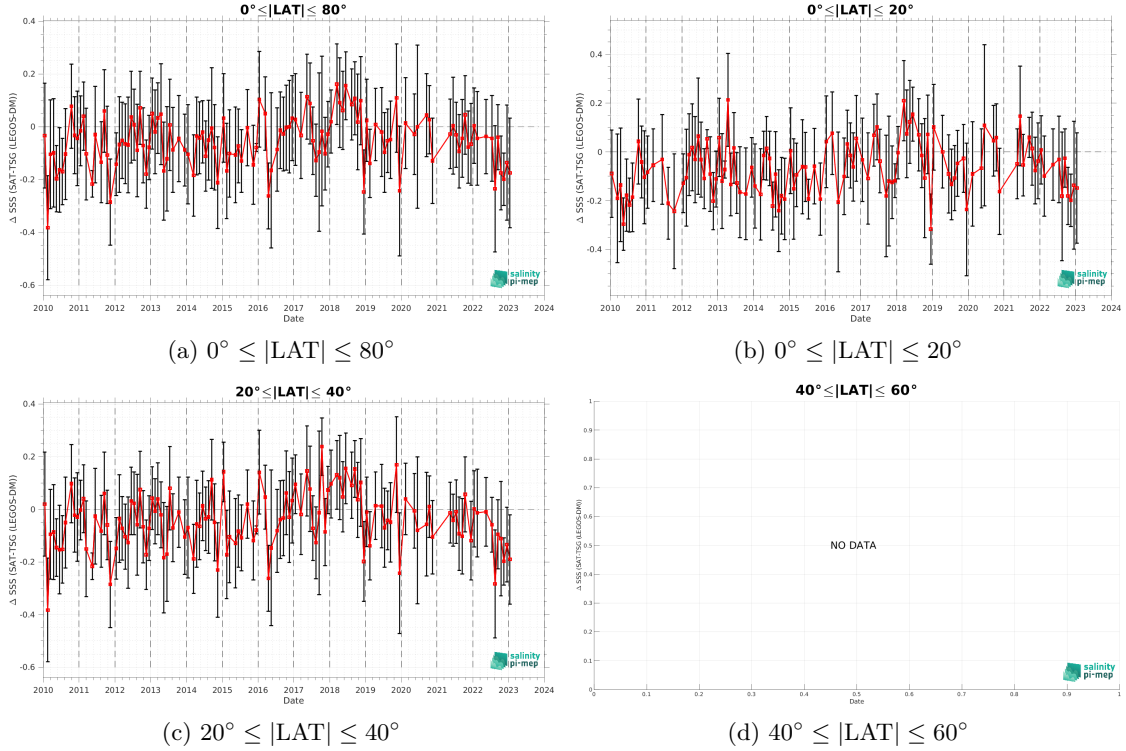 0°≤|LAT|≤ 80°
Δ SSS (SAT-TSG (LEGOS-DM))
0.4
0.2
0
-0.2
-0.4
-0.6
2010 2011 2012 2013 2014 2015 2016 2017 2018 2019 2020 2021 2022 2023 2024
Date
salinity
pi-mep
(a) 0° ≤ |LAT| ≤ 80°
0°≤|LAT|≤ 20°
Δ SSS (SAT-TSG (LEGOS-DM))
0.4
0.2
0
-0.2
-0.4
2010 2011 2012 2013 2014 2015 2016 2017 2018 2019 2020 2021 2022 2023 2024
Date
salinity
pi-mep
(b) 0° ≤ |LAT| ≤ 20°
20°≤|LAT|≤ 40°
Δ SSS (SAT-TSG (LEGOS-DM))
0.4
0.2
0
-0.2
-0.4
-0.6
2010 2011 2012 2013 2014 2015 2016 2017 2018 2019 2020 2021 2022 2023 2024
Date
salinity
pi-mep
(c) 20° ≤ |LAT| ≤ 40°
40°≤|LAT|≤ 60°
Δ SSS (SAT-TSG (LEGOS-DM))
1
0.9
0.8
0.7
0.6
0.5
0.4
0.3
0.2
0.1
0
NO DATA
0 0.1 0.2 0.3 0.4 0.5 0.6 0.7 0.8 0.9 1
Date
salinity
pi-mep
(d) 40° ≤ |LAT| ≤ 60°